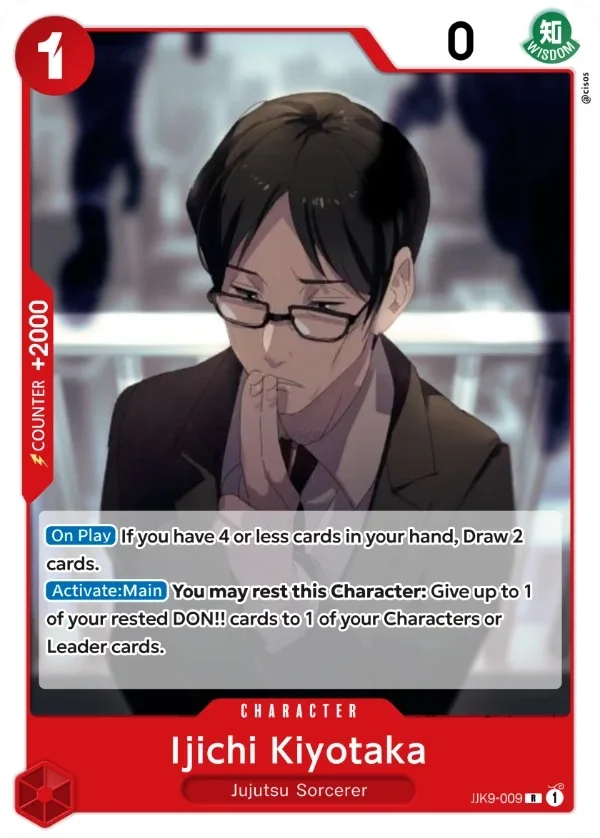 1
0
知
WISDOM
@cisos
COUNTER +2000
On Play If you have 4 or less cards in your hand, Draw 2
cards.
Activate:Main You may rest this Character: Give up to 1
of your rested DON!! cards to 1 of your Characters or
Leader cards.
CHARACTER
Ijichi Kiyotaka
Jujutsu Sorcerer
JJK9-009 R 1